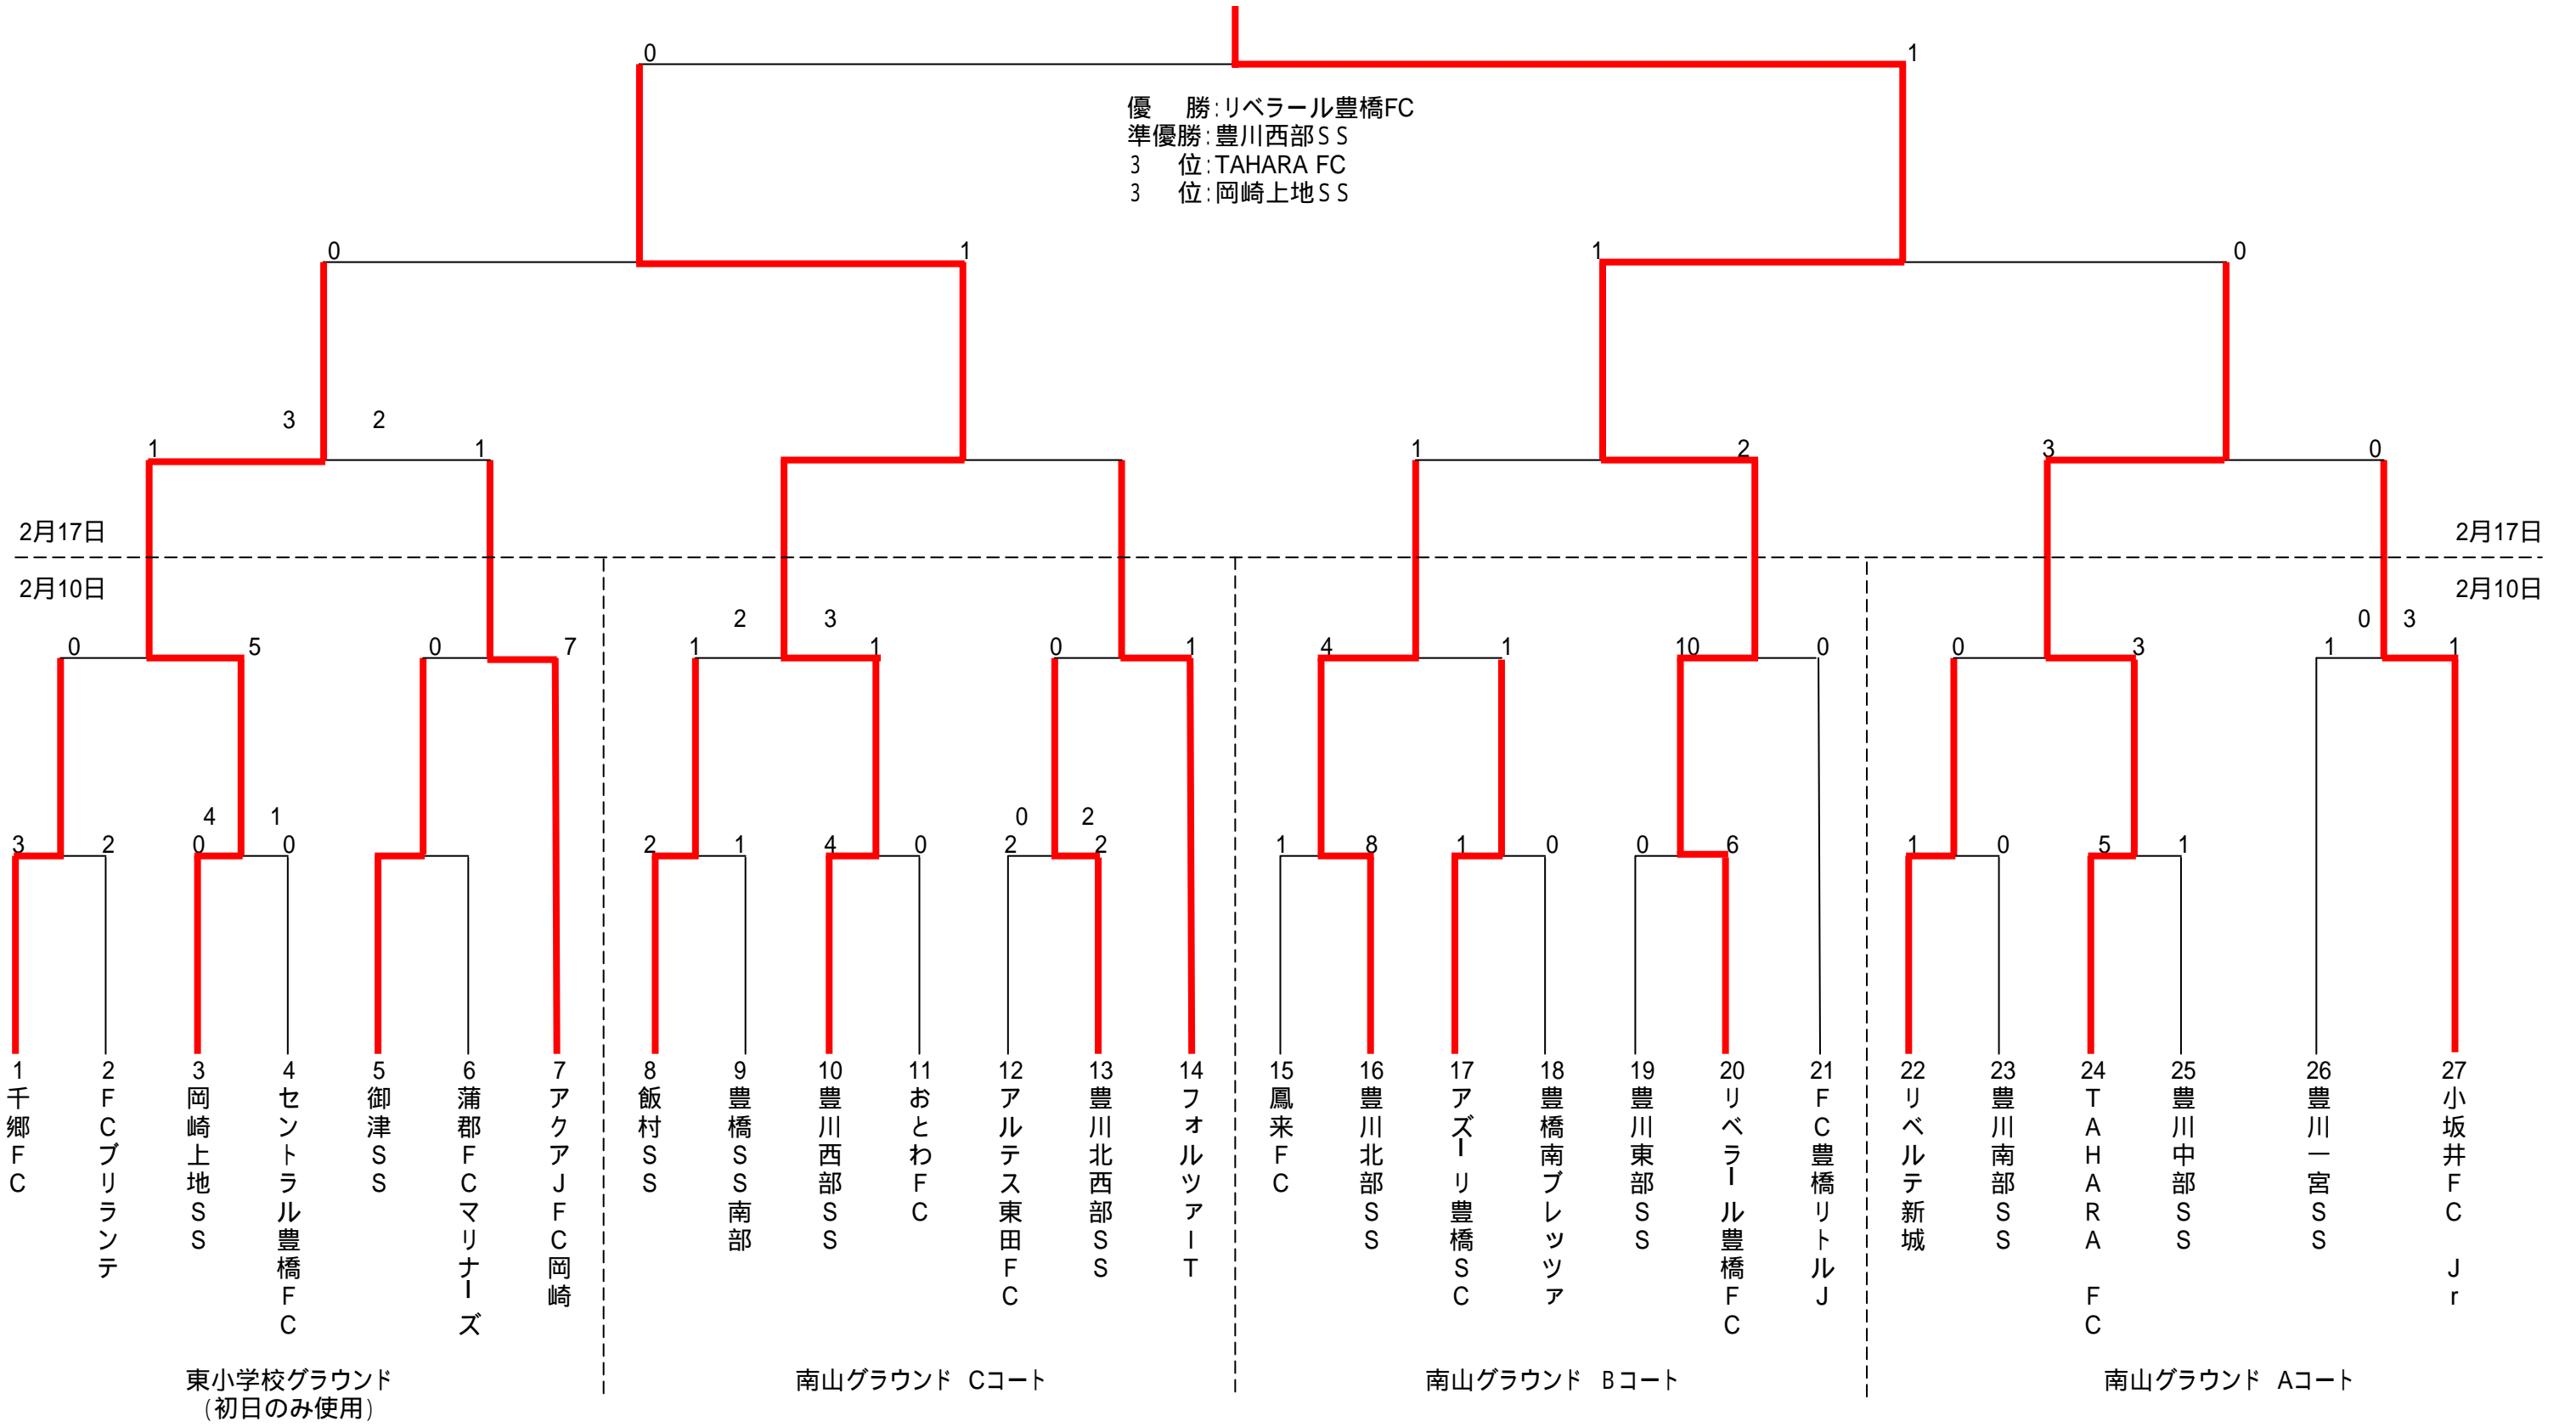 0 1
優　勝:リベラール豊橋FC
準優勝:豊川西部SS
3　位:TAHARA FC
3　位:岡崎上地SS
0 1 1 0
3 2
1 1 1 2 3 0
2月17日 2月17日
2月10日 2月10日
2 3 0 3
0 5 0 7 1 1 0 1 4 1 10 0 0 3 1 1
4 1 0 2
3 2 0 0 2 1 4 0 2 2 1 8 1 0 0 6 1 0 5 1
1 千郷FC
2 FCブリランテ
3 岡崎上地SS
4 セントラル豊橋FC
5 御津SS
6 蒲郡FCマリナーズ
7 アクアJFC岡崎
8 飯村SS
9 豊橋SS南部
10 豊川西部SS
11 おとわFC
12 アルテス東田FC
13 豊川北西部SS
14 フォルツァーT
15 鳳来FC
16 豊川北部SS
17 アズーリ豊橋SC
18 豊橋南ブレッツァ
19 豊川東部SS
20 リベラール豊橋FC
21 FC豊橋リトルJ
22 リベルテ新城
23 豊川南部SS
24 TAHARA FC
25 豊川中部SS
26 豊川一宮SS
27 小坂井FC Jr
東小学校グラウンド
(初日のみ使用)
南山グラウンド Cコート
南山グラウンド Bコート
南山グラウンド Aコート